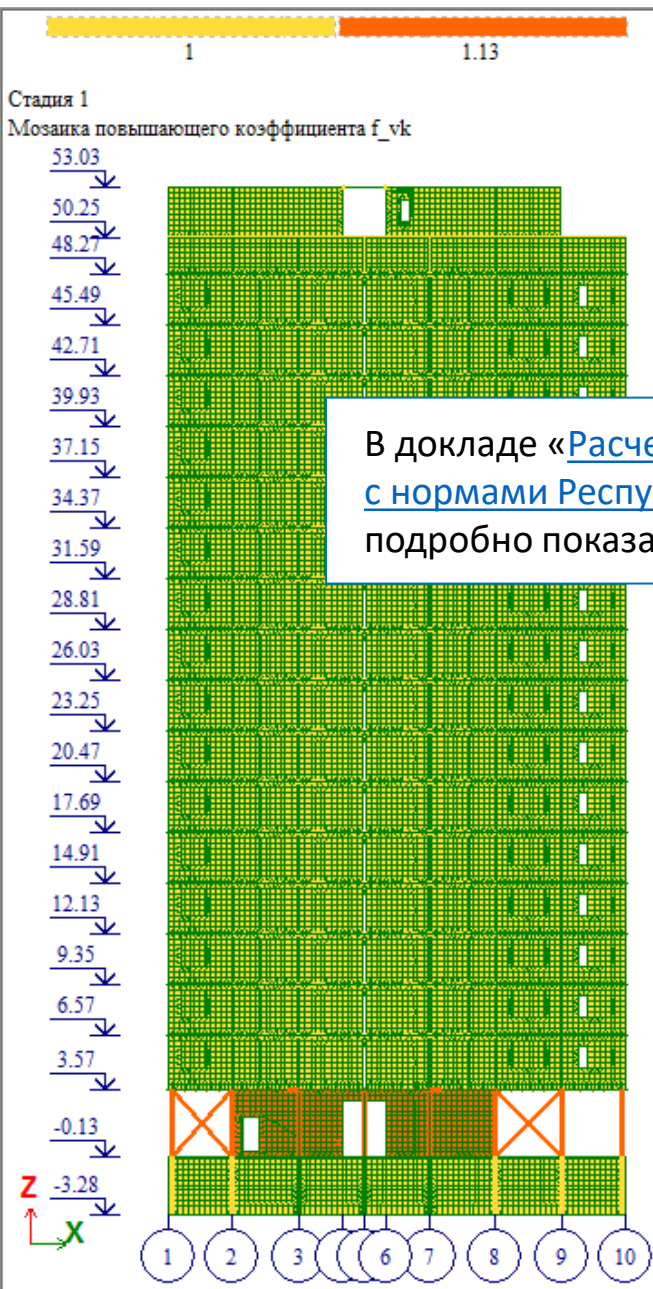 1 1.13
Стадия 1
Мозаика повышающего коэффициента f_vk
53.03
50.25
48.27
45.49
42.71
39.93
37.15
34.37
31.59
28.81
26.03
23.25
20.47
17.69
14.91
12.13
9.35
6.57
3.57
-0.13
-3.28
В докладе «Расче
с нормами Респу
подробно показа
Z
X
1 2 3 6 7 8 9 10